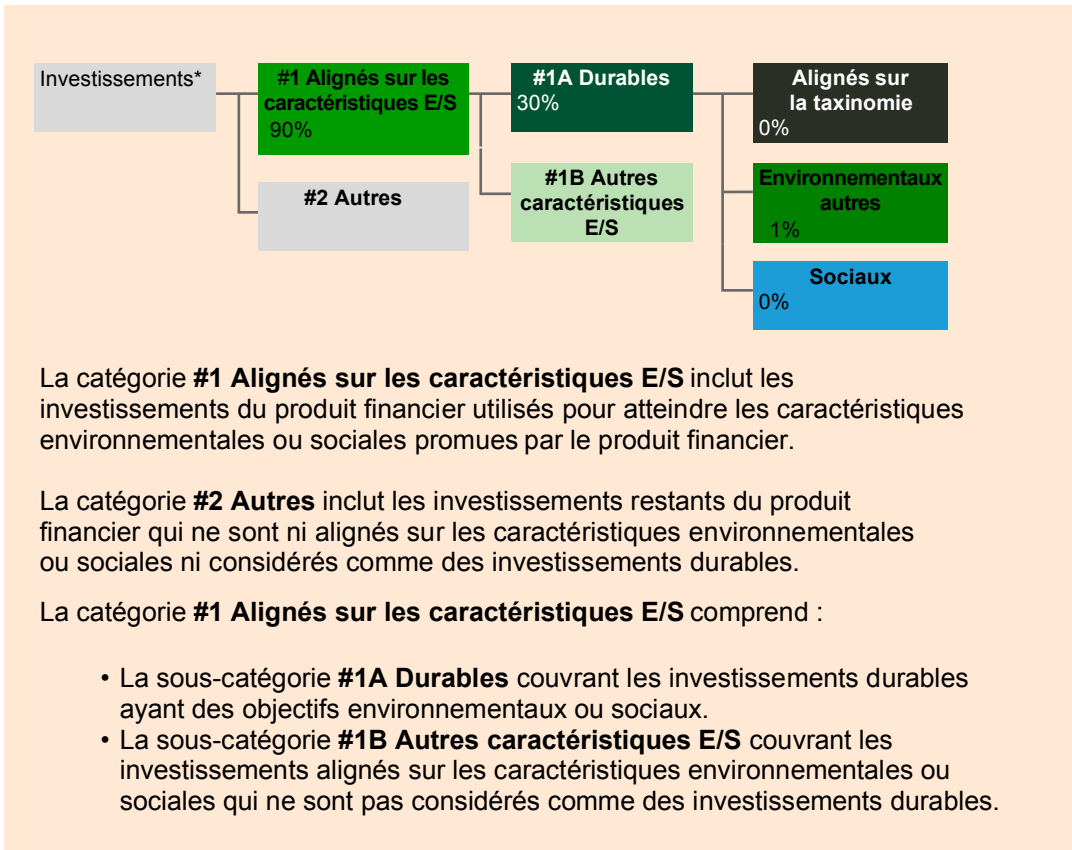 Investissements*
#1 Alignés sur les
caractéristiques E/S
90%
#2 Autres
#1A Durables
30%
#1B Autres
caractéristiques
E/S
Alignés sur
la taxinomie
0%
Environnementaux
autres
1%
Sociaux
0%
La catégorie #1 Alignés sur les caractéristiques E/S inclut les
investissements du produit financier utilisés pour atteindre les caractéristiques
environnementales ou sociales promues par le produit financier.
La catégorie #2 Autres inclut les investissements restants du produit
financier qui ne sont ni alignés sur les caractéristiques environnementales
ou sociales ni considérés comme des investissements durables.
La catégorie #1 Alignés sur les caractéristiques E/S comprend :
• La sous-catégorie #1A Durables couvrant les investissements durables
ayant des objectifs environnementaux ou sociaux.
• La sous-catégorie #1B Autres caractéristiques E/S couvrant les
investissements alignés sur les caractéristiques environnementales ou
sociales qui ne sont pas considérés comme des investissements durables.